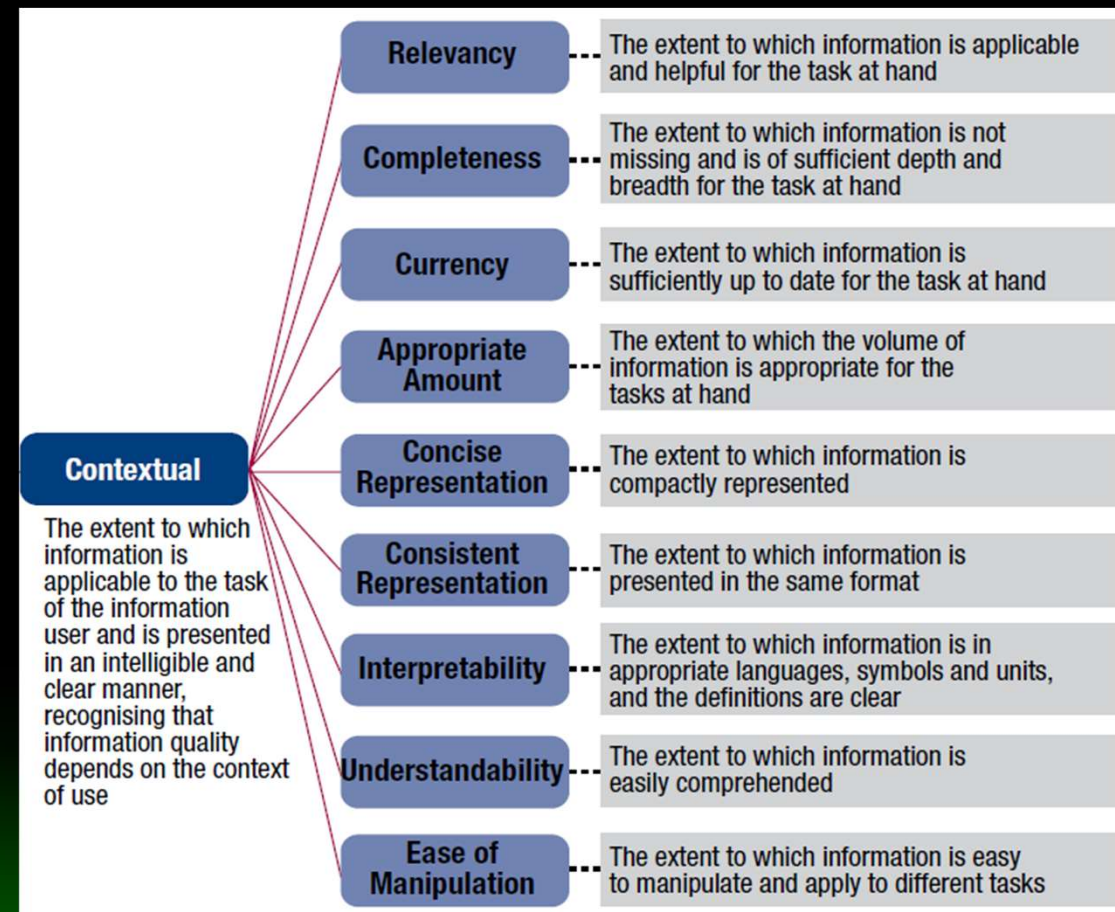 Relevancy
The extent to which information is applicable
and helpful for the task at hand
Completeness
The extent to which information is not
missing and is of sufficient depth and
breadth for the task at hand
Currency
The extent to which information is
sufficiently up to date for the task at hand
Appropriate
Amount
The extent to which the volume of
information is appropriate for the
tasks at hand
Contextual
The extent to which
information is
applicable to the task
of the information
user and is presented
in an intelligible and
clear manner,
recognising that
information quality
depends on the context
of use
Concise
Representation
The extent to which information is
compactly represented
Consistent
Representation
The extent to which information is
presented in the same format
Interpretability
The extent to which information is in
appropriate languages, symbols and units,
and the definitions are clear
Understandability
The extent to which information is
easily comprehended
Ease of
Manipulation
The extent to which information is easy
to manipulate and apply to different tasks